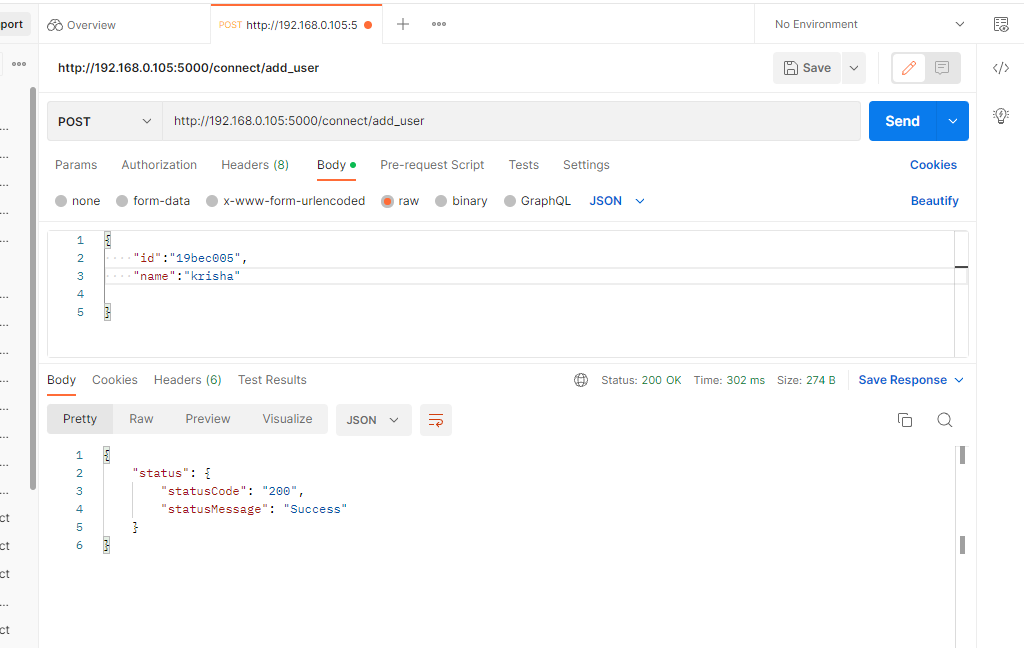 port
Overview
POST http://192.168.0.105:5
No Environment
http://192.168.0.105:5000/connect/add_user
Save
POST
http://192.168.0.105:5000/connect/add_user
Send
Params
Authorization
Headers (8)
Body
Pre-request Script
Tests
Settings
Cookies
none
form-data
x-www-form-urlencoded
raw
binary
GraphQL
JSON
Beautify
1 {
2 "id":"19bec005",
3 "name":"krisha"
4
5 }
Body
Cookies
Headers (6)
Test Results
Status: 200 OK
Time: 302 ms
Size: 274 B
Save Response
Pretty
Raw
Preview
Visualize
JSON
1 {
2 "status": {
3 "statusCode": "200",
4 "statusMessage": "Success"
5 }
6 }
...
...
...
...
...
...
...
...
...
...
...
...
...
ct
ct
ct
...
ct